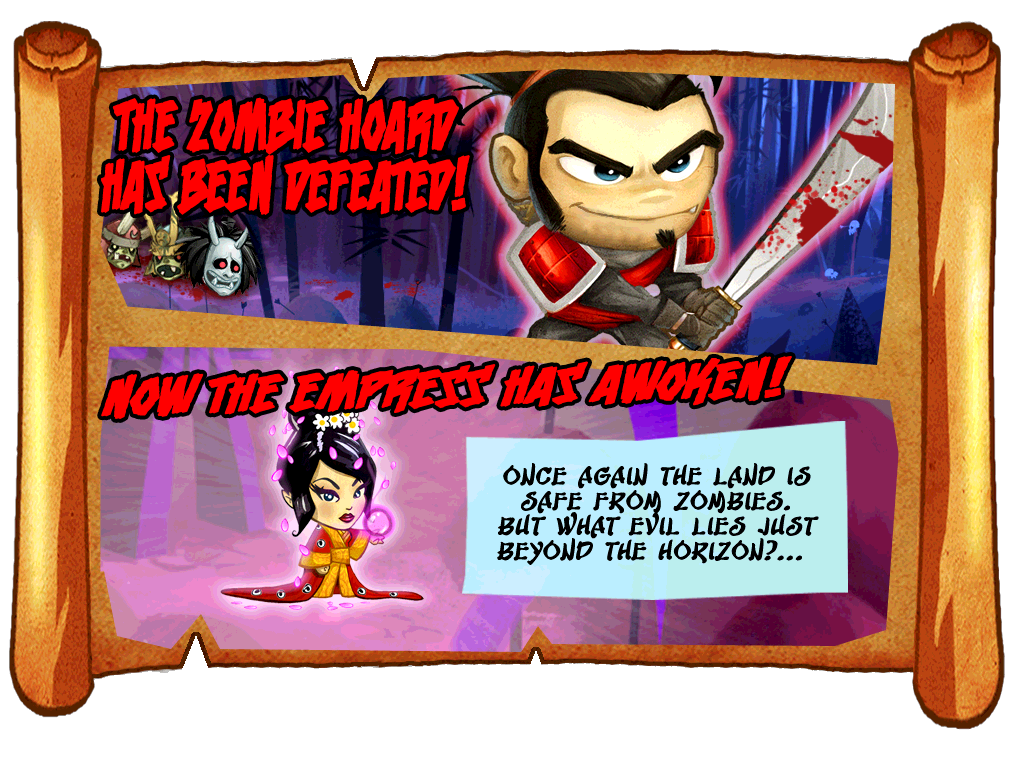 THE ZOMBIE HOARD
HAS BEEN DEFEATED!
NOW THE EMPRESS HAS AWOKEN!
ONCE AGAIN THE LAND IS
SAFE FROM ZOMBIES.
BUT WHAT EVIL LIES JUST
BEYOND THE HORIZON?...